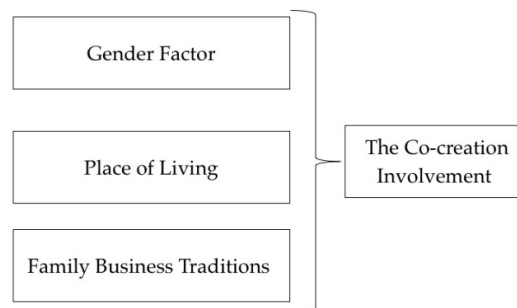 Gender Factor
Place of Living
Family Business Traditions
The Co-creation
Involvement